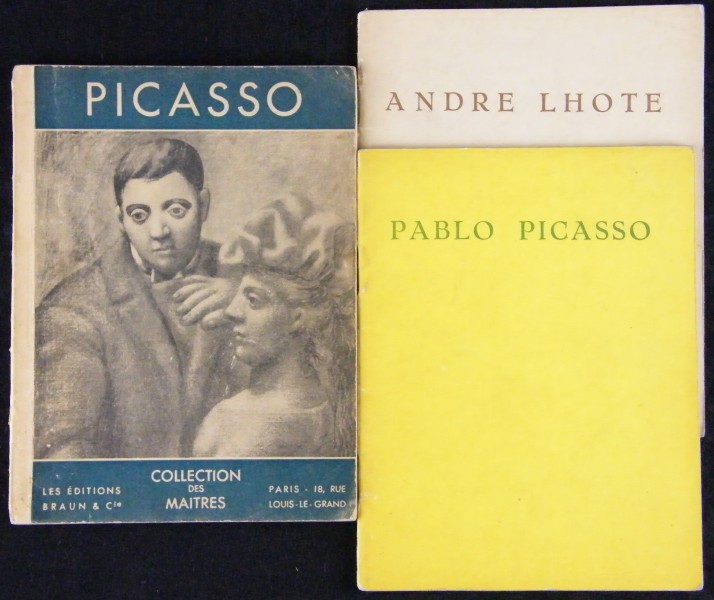 PICASSO
LES ÉDITIONS
BRAUN & Cie
COLLECTION
DES
MAITRES
PARIS - 18, RUE
LOUIS-LE-GRAND
ANDRE LHOTE
PABLO PICASSO